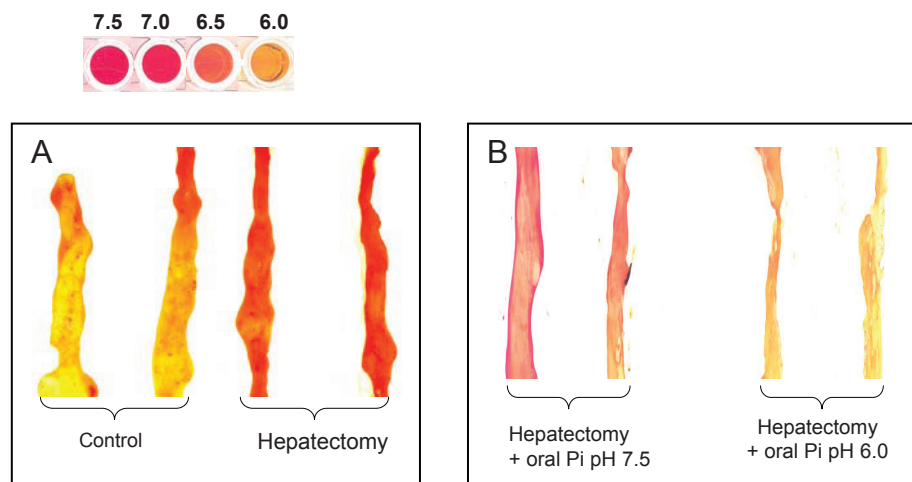 7.5 7.0 6.5 6.0
A
B
Control
Hepatectomy
Hepatectomy
+ oral Pi pH 7.5
Hepatectomy
+ oral Pi pH 6.0